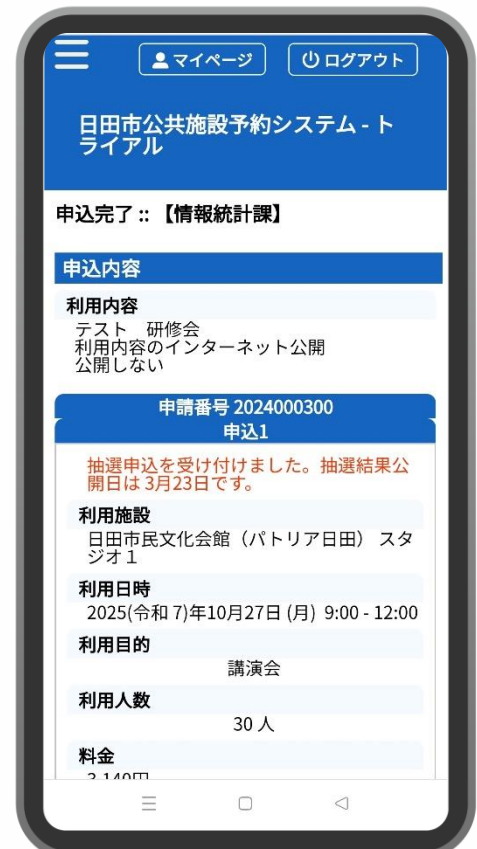 マイページ
ログアウト
日田市公共施設予約システム - ト
ライアル
申込完了 :: 【情報統計課】
申込内容
利用内容
テスト　研修会
利用内容のインターネット公開
公開しない
申請番号 2024000300
申込1
抽選申込を受け付けました。抽選結果公
開日は 3月23日です。
利用施設
日田市民文化会館（パトリア日田） スタ
ジオ１
利用日時
2025(令和 7)年10月27日 (月) 9:00 - 12:00
利用目的
講演会
利用人数
30 人
料金
3,140円